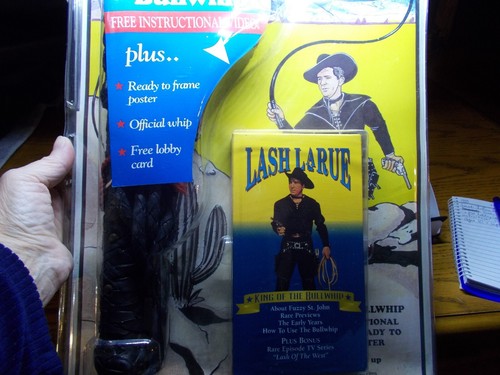 Bullwhip
FREE INSTRUCTIONAL VIDEO!
plus..
Ready to frame
poster
Official whip
Free lobby
card
LASH LARUE
KING OF THE BULLWHIP
About Fuzzy St. John
Rare Previews
The Early Years
How To Use The Bullwhip
PLUS BONUS
Rare Episode TV Series
"Lash Of The West"
LLWHIP
IONAL
ADY TO
TER
up